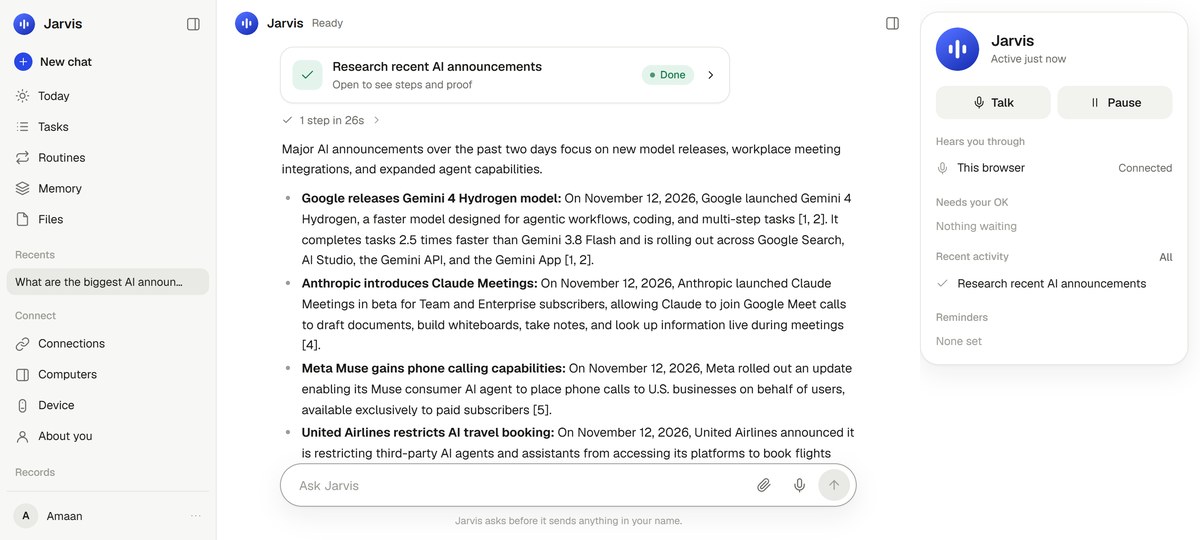 Jarvis
New chat
Today
Tasks
Routines
Memory
Files
Recents
What are the biggest AI announ...
Connect
Connections
Computers
Device
About you
Records
A Amaan
Jarvis Ready
Research recent AI announcements
Open to see steps and proof
Done
1 step in 26s
Major AI announcements over the past two days focus on new model releases, workplace meeting
integrations, and expanded agent capabilities.
• Google releases Gemini 4 Hydrogen model: On November 12, 2026, Google launched Gemini 4
Hydrogen, a faster model designed for agentic workflows, coding, and multi-step tasks [1, 2]. It
completes tasks 2.5 times faster than Gemini 3.8 Flash and is rolling out across Google Search,
AI Studio, the Gemini API, and the Gemini App [1, 2].
• Anthropic introduces Claude Meetings: On November 12, 2026, Anthropic launched Claude
Meetings in beta for Team and Enterprise subscribers, allowing Claude to join Google Meet calls
to draft documents, build whiteboards, take notes, and look up information live during meetings
[4].
• Meta Muse gains phone calling capabilities: On November 12, 2026, Meta rolled out an update
enabling its Muse consumer AI agent to place phone calls to U.S. businesses on behalf of users,
available exclusively to paid subscribers [5].
• United Airlines restricts AI travel booking: On November 12, 2026, United Airlines announced it
is restricting third-party AI agents and assistants from accessing its platforms to book flights
Ask Jarvis
Jarvis asks before it sends anything in your name.
Jarvis
Active just now
Talk
Pause
Hears you through
This browser Connected
Needs your OK
Nothing waiting
Recent activity All
Research recent AI announcements
Reminders
None set